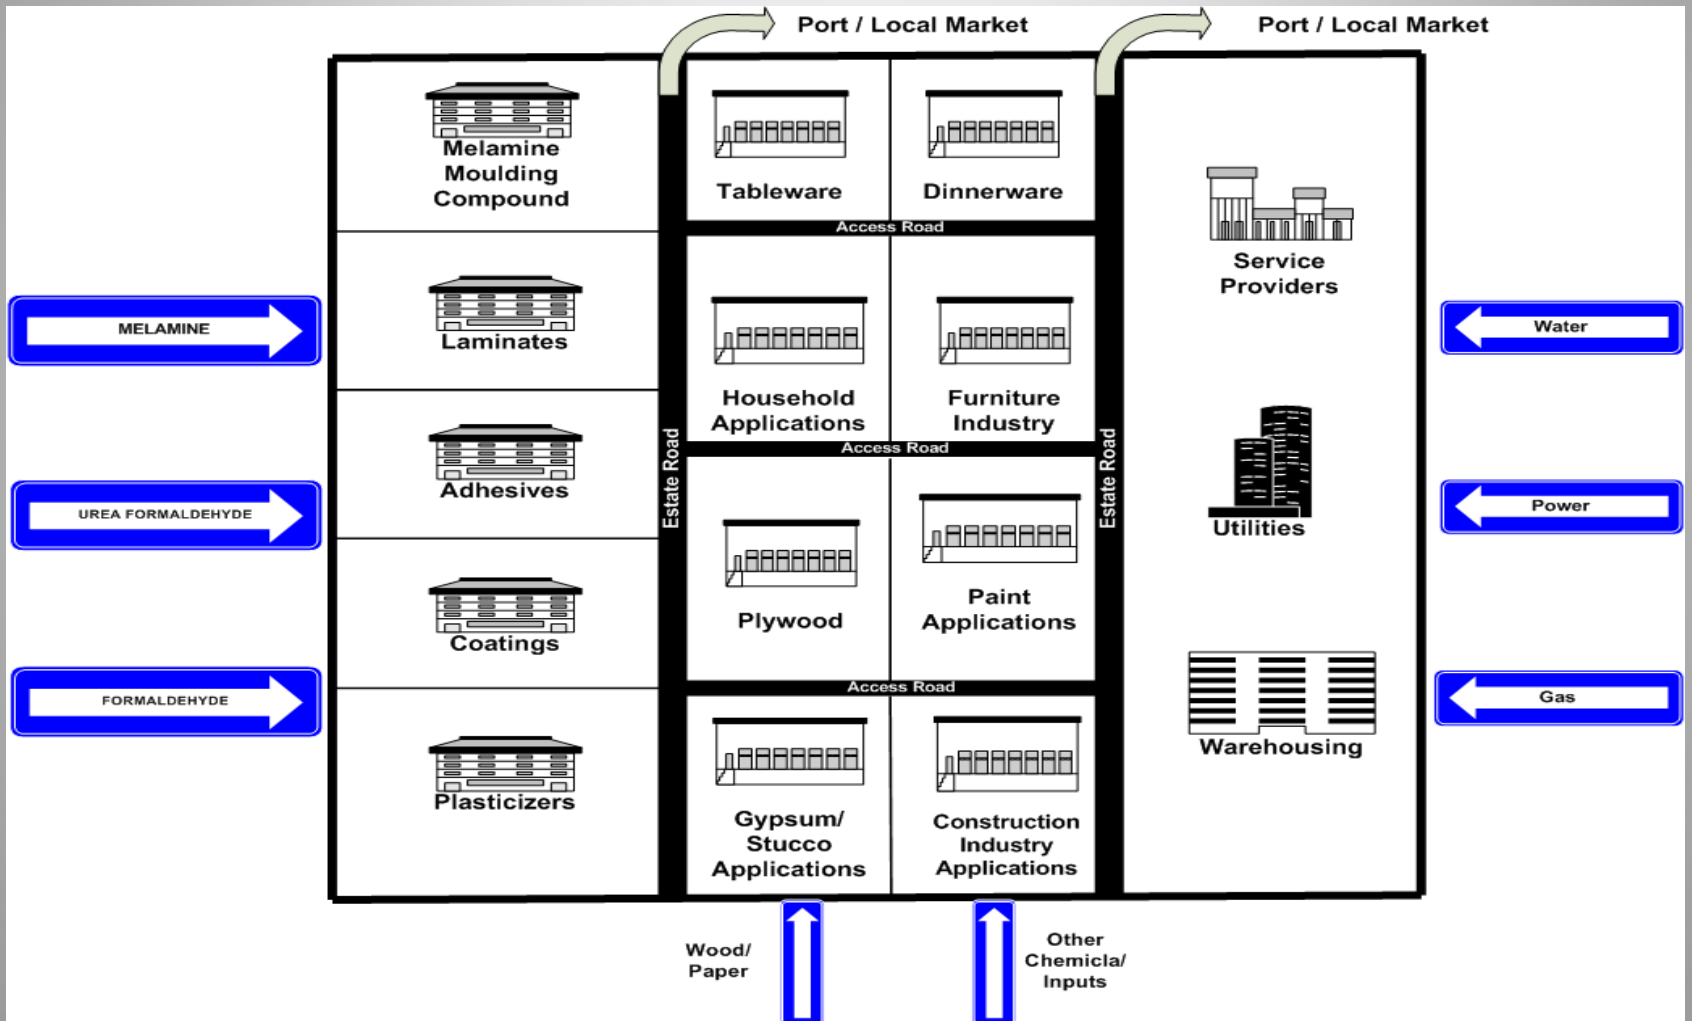 Port / Local Market
Port / Local Market
Melamine
Moulding
Compound
Tableware
Dinnerware
Access Road
Service
Providers
MELAMINE
Laminates
Household
Applications
Furniture
Industry
Water
Access Road
Estate Road
Estate Road
Adhesives
UREA FORMALDEHYDE
Plywood
Paint
Applications
Utilities
Power
Coatings
Access Road
FORMALDEHYDE
Gas
Plasticizers
Gypsum/
Stucco
Applications
Construction
Industry
Applications
Warehousing
Wood/
Paper
Other
Chemicla/
Inputs